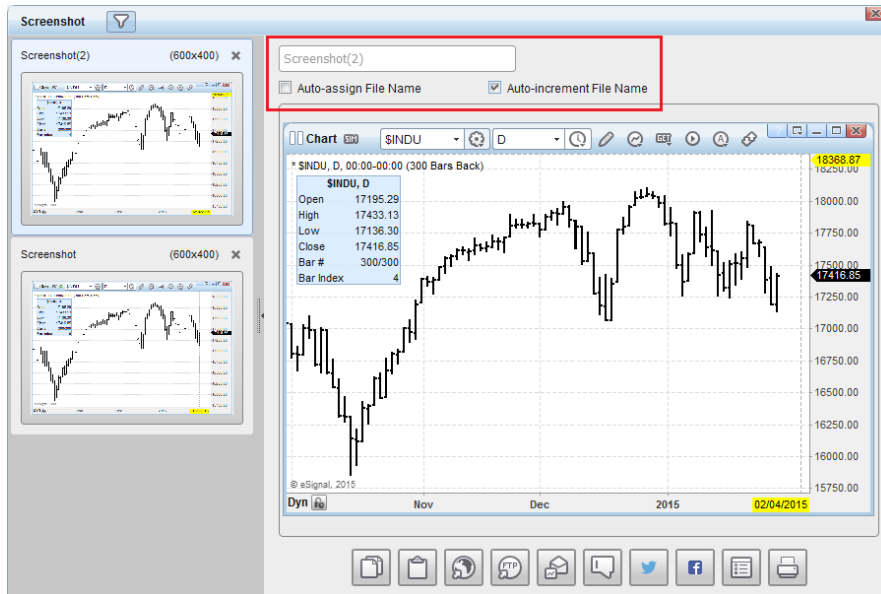 Screenshot
Screenshot(2) (600x400)
Screenshot (600x400)
Screenshot(2)
Auto-assign File Name Auto-increment File Name
Chart SIM $INDU D GET A
* $INDU, D, 00:00-00:00 (300 Bars Back)
$INDU, D
Open 17195.29
High 17433.13
Low 17136.30
Close 17416.85
Bar # 300/300
Bar Index 4
18368.87
18250.00
18000.00
17750.00
17500.00
17416.85
17250.00
17000.00
16750.00
16500.00
16250.00
16000.00
15750.00
© eSignal, 2015
Dyn Nov Dec 2015 02/04/2015
FTP